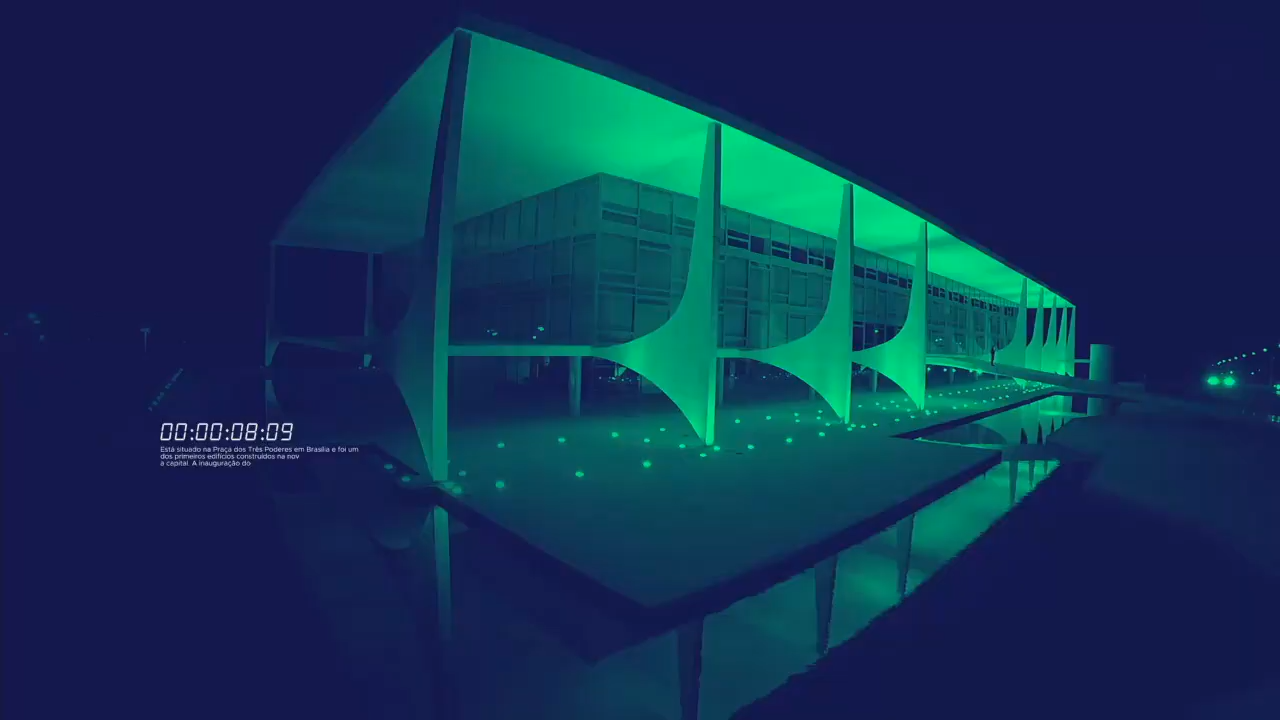 00:00:08:09
Está situado na Praça dos Três Poderes em Brasília e foi um
dos primeiros edifícios construídos na nov
a capital. A inauguração do